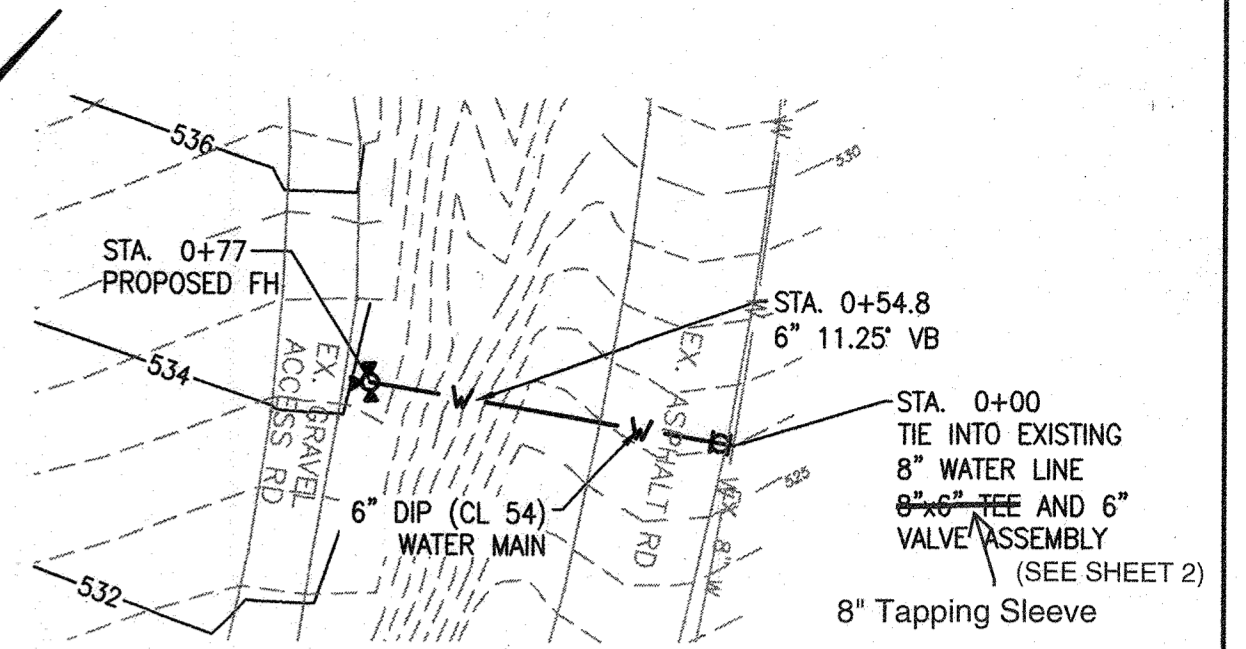 536
530
STA. 0+77
PROPOSED FH
STA. 0+54.8
6" 11.25° VB
W
W
534
EX. GRAVEL
ACCESS RD
W
W
EX. ASPHALT RD
STA. 0+00
TIE INTO EXISTING
8" WATER LINE
8"x6" TEE AND 6"
VALVE ASSEMBLY
(SEE SHEET 2)
8" Tapping Sleeve
525
6" DIP (CL 54)
WATER MAIN
EX. 8" W
532